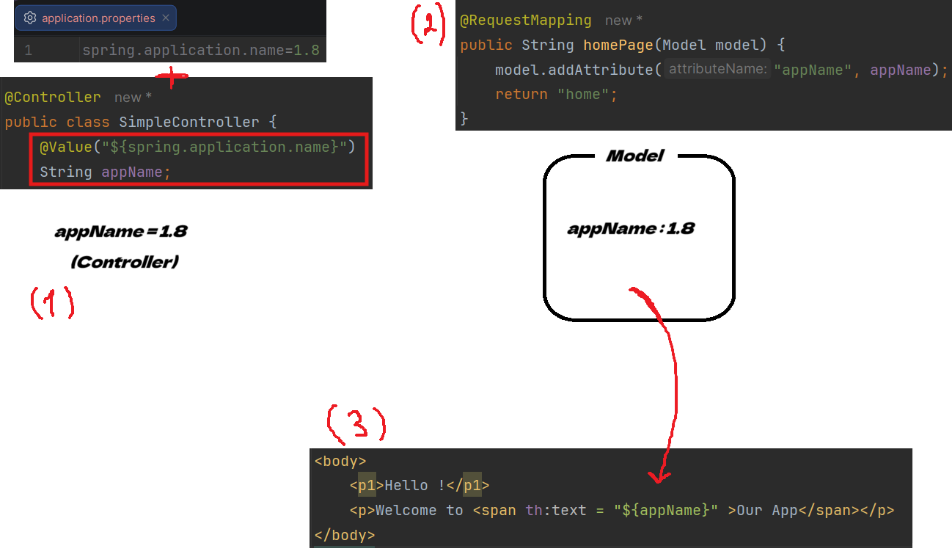 application.properties ×
1 spring.application.name=1.8
+
@Controller new *
public class SimpleController {
@Value("${spring.application.name}")
String appName;
appName = 1.8
(Controller)
(1)
(2)
@RequestMapping new *
public String homePage(Model model) {
model.addAttribute( attributeName: "appName", appName);
return "home";
}
Model
appName : 1.8
(3)
<body>
<p1>Hello !</p1>
<p>Welcome to <span th:text = "${appName}" >Our App</span></p>
</body>